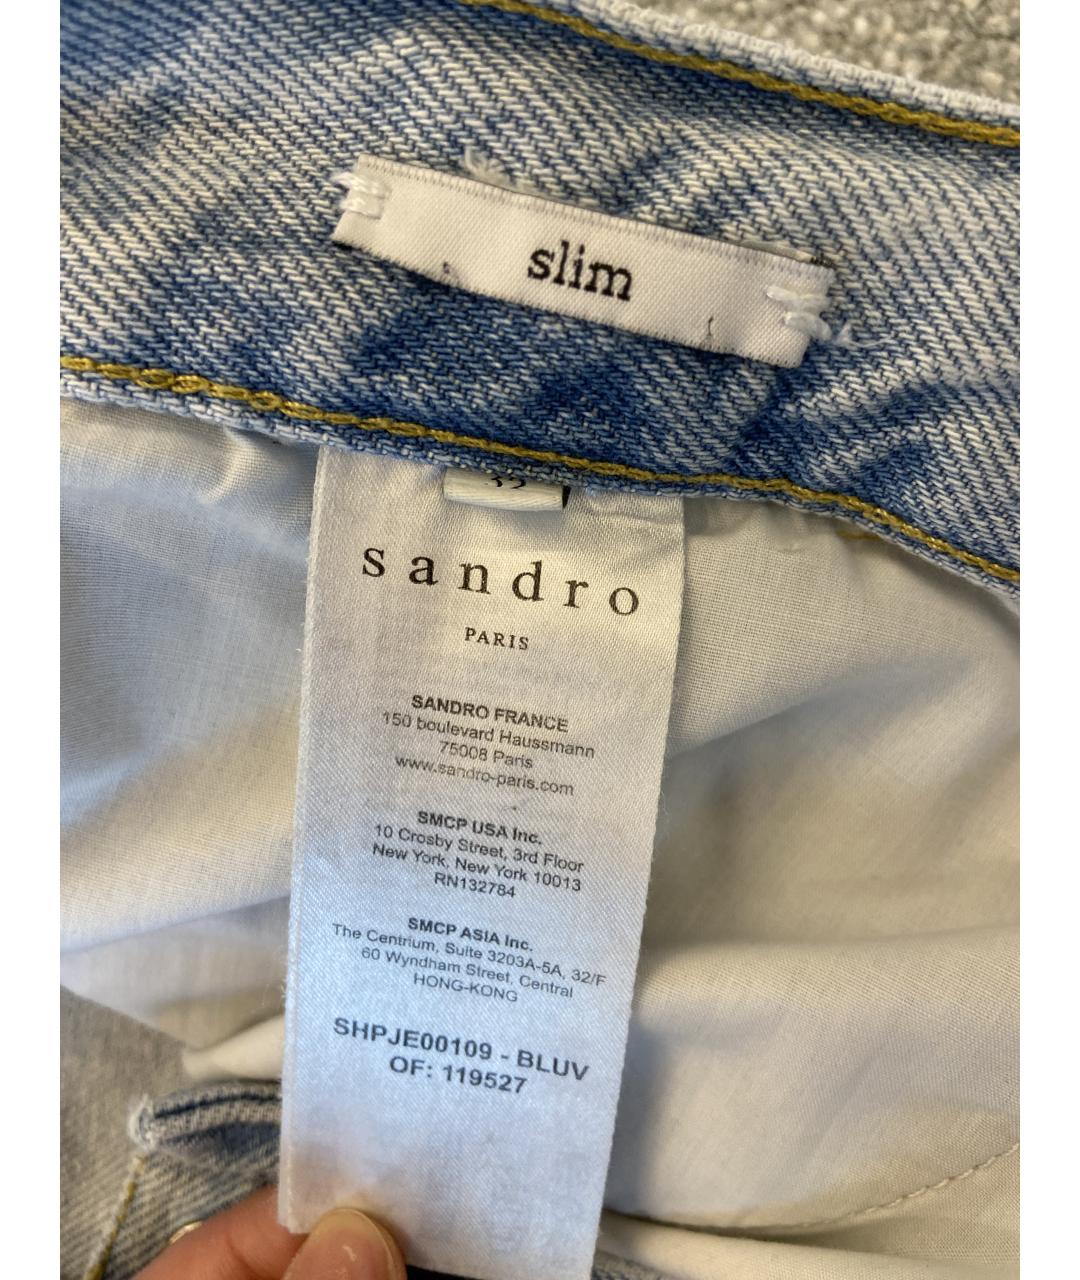 slim
sandro
PARIS
SANDRO FRANCE
150 boulevard Haussmann
75008 Paris
www.sandro-paris.com
SMCP USA Inc.
10 Crosby Street, 3rd Floor
New York, New York 10013
RN132784
SMCP ASIA Inc.
The Centrium, Suite 3203A-5A, 32/F
60 Wyndham Street, Central
HONG-KONG
SHPJE00109 - BLUV
OF: 119527